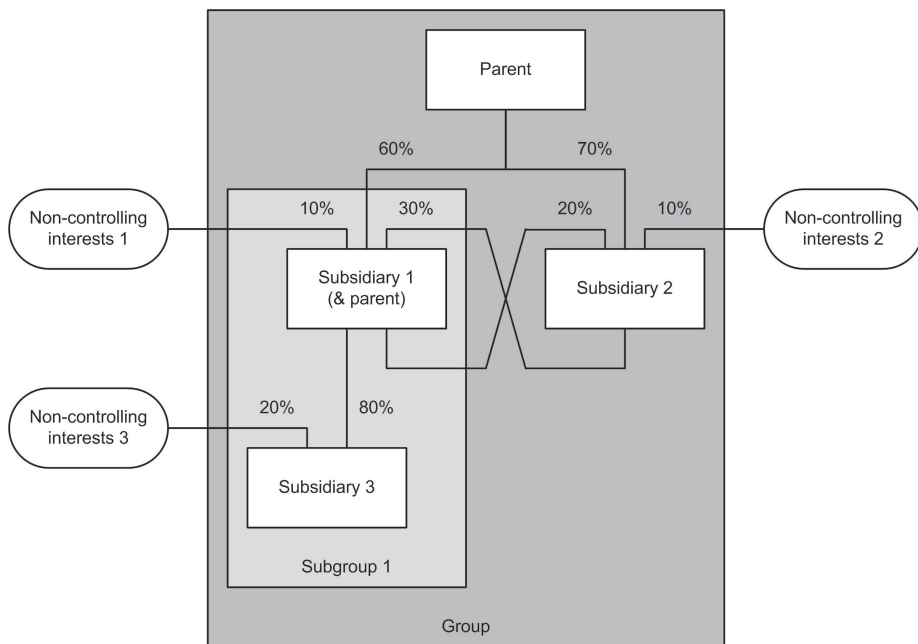 Parent
60%
70%
Non-controlling
interests 1
10%
30%
20%
10%
Non-controlling
interests 2
Subsidiary 1
(& parent)
Subsidiary 2
Non-controlling
interests 3
20%
80%
Subsidiary 3
Subgroup 1
Group